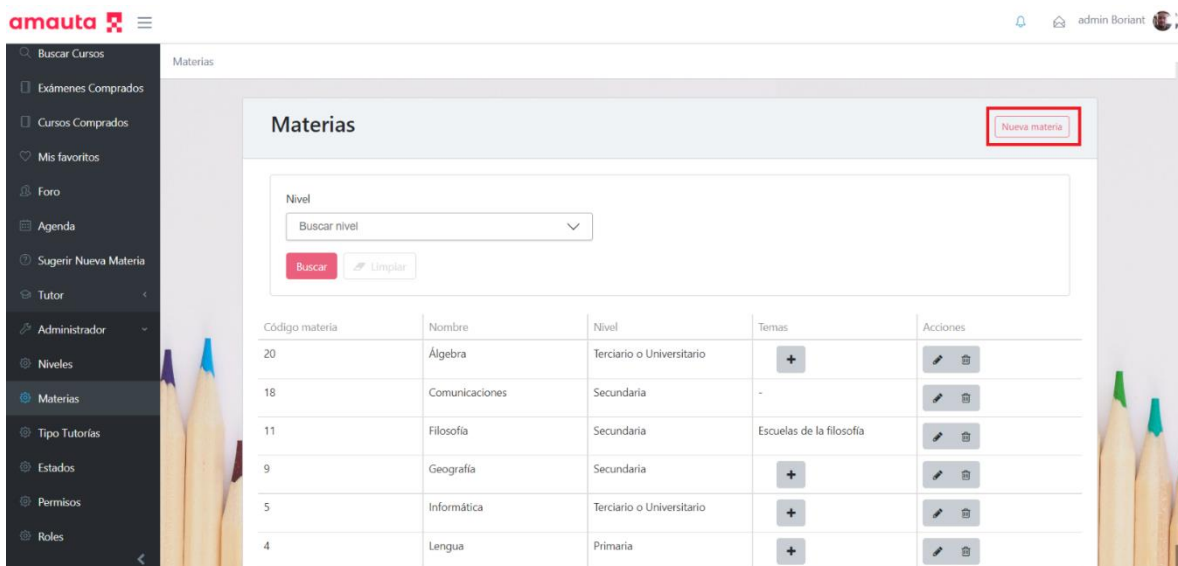 amauta
admin Boriant
Buscar Cursos
Exámenes Comprados
Cursos Comprados
Mis favoritos
Foro
Agenda
Sugerir Nueva Materia
Tutor
Administrador
Niveles
Materias
Tipo Tutorías
Estados
Permisos
Roles
Materias
Materias
Nueva materia
Nivel
Buscar nivel
Buscar
Limpiar
Código materia Nombre Nivel Temas Acciones
20 Álgebra Terciario o Universitario +
18 Comunicaciones Secundaria -
11 Filosofía Secundaria Escuelas de la filosofía
9 Geografía Secundaria +
5 Informática Terciario o Universitario +
4 Lengua Primaria +